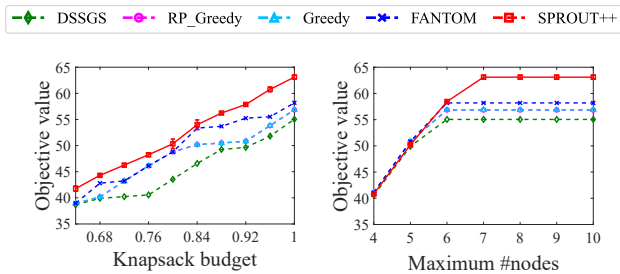 DSSGS RP_Greedy Greedy FANTOM SPROUT++
Objective value
65
60
55
50
45
40
35
0.68 0.76 0.84 0.92 1
Knapsack budget
Objective value
65
60
55
50
45
40
35
4 5 6 7 8 9 10
Maximum #nodes